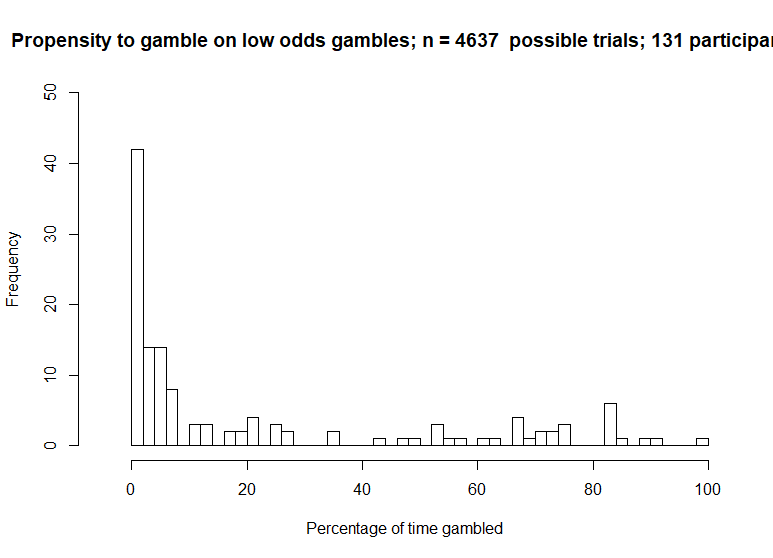 Propensity to gamble on low odds gambles; n = 4637  possible trials; 131 participan
50
40
30
20
10
0
Frequency
0 20 40 60 80 100
Percentage of time gambled